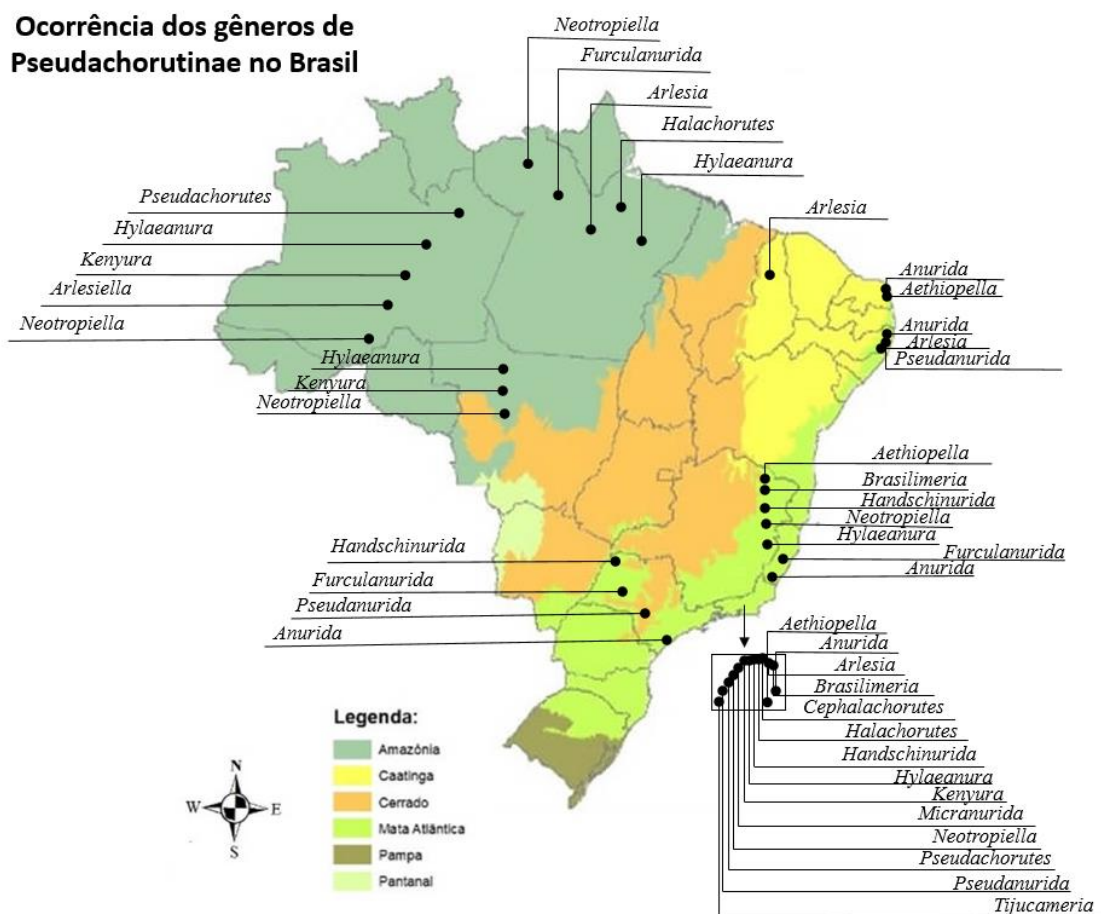 Ocorrência dos gêneros de
Pseudachorutinae no Brasil
Neotropiella
Furculanurida
Arlesia
Halachorutes
Hylaeanura
Pseudachorutes
Hylaeanura
Kenyura
Arlesiella
Neotropiella
Hylaeanura
Kenyura
Neotropiella
Arlesia
Anurida
Aethiopella
Anurida
Arlesia
Pseudanurida
Aethiopella
Brasilimeria
Handschinurida
Neotropiella
Hylaeanura
Furculanurida
Anurida
Handschinurida
Furculanurida
Pseudanurida
Anurida
Aethiopella
Anurida
Arlesia
Brasilimeria
Cephalachorutes
Halachorutes
Handschinurida
Hylaeanura
Kenyura
Micranurida
Neotropiella
Pseudachorutes
Pseudanurida
Tijucameria
Legenda:
Amazônia
Caatinga
Cerrado
Mata Atlântica
Pampa
Pantanal
N
W E
S